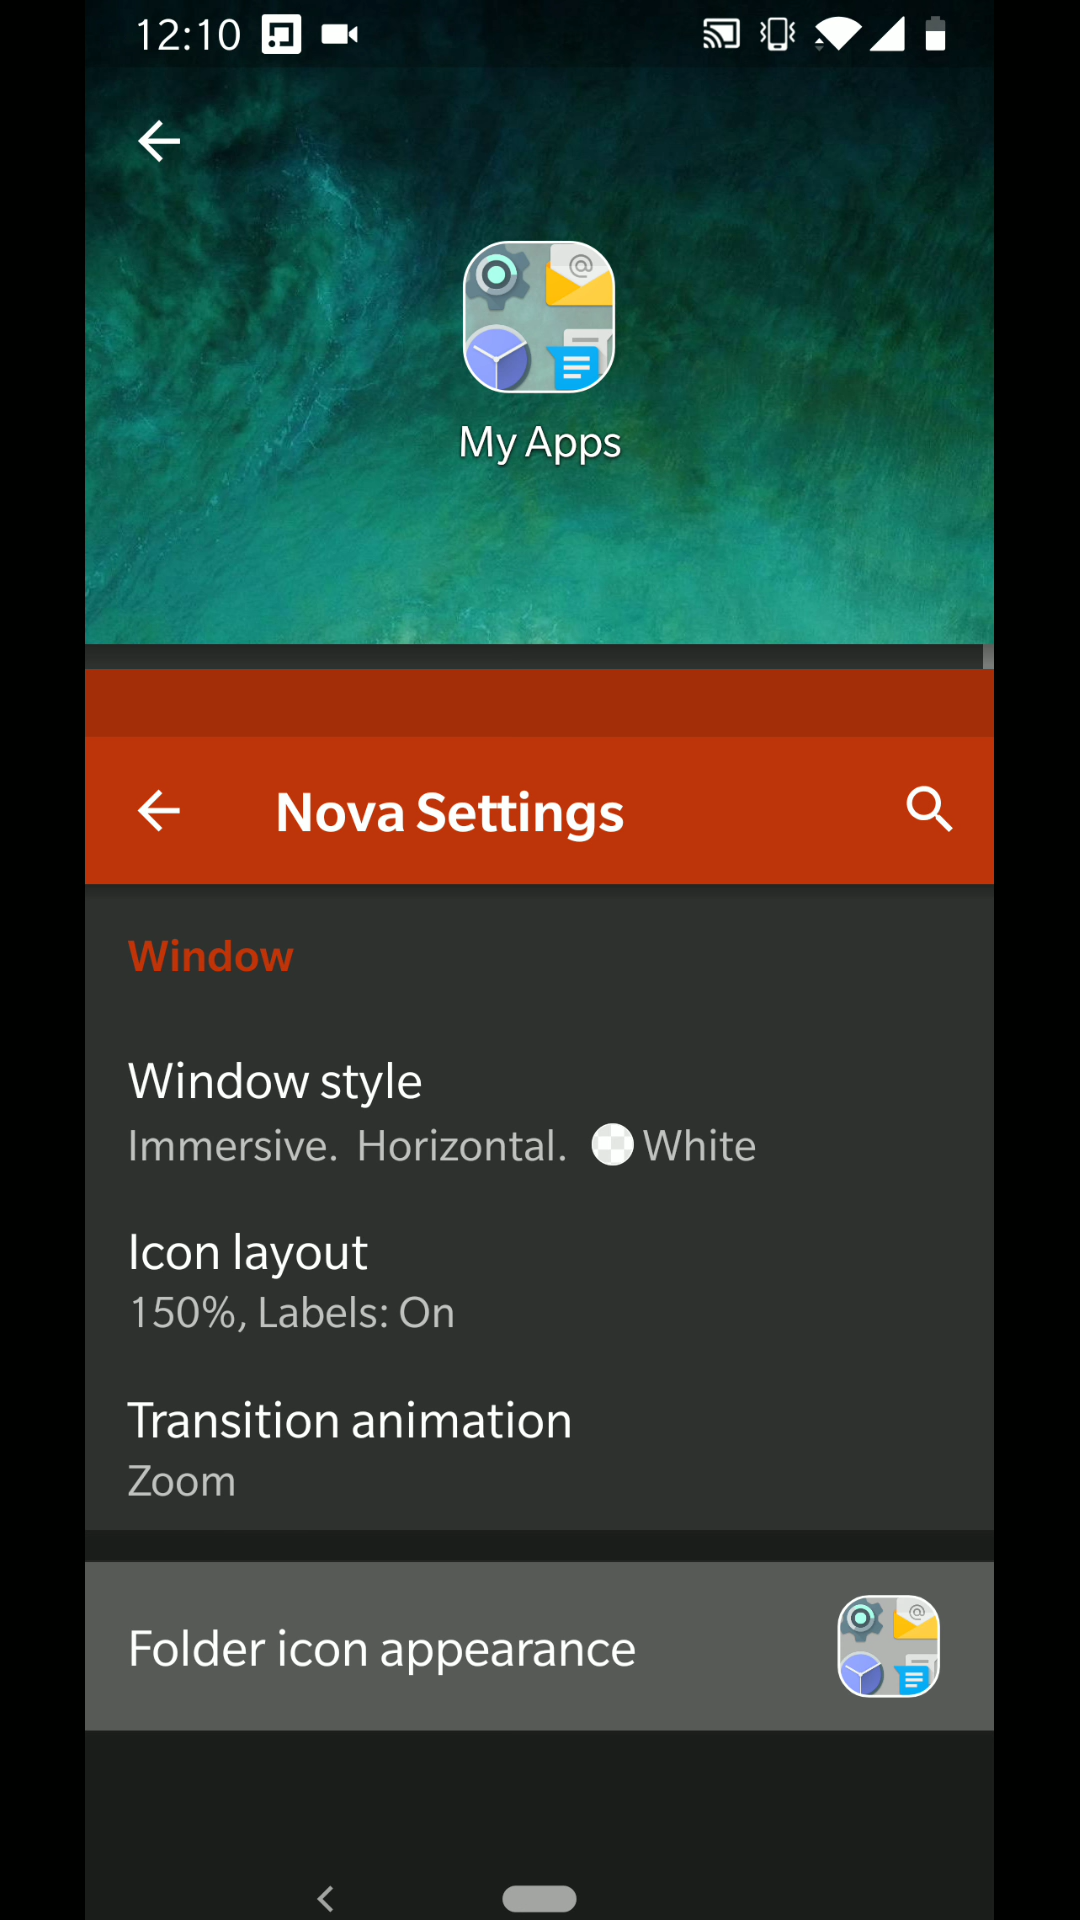 12:10
My Apps
Nova Settings
Window
Window style
Immersive. Horizontal. White
Icon layout
150%, Labels: On
Transition animation
Zoom
Folder icon appearance